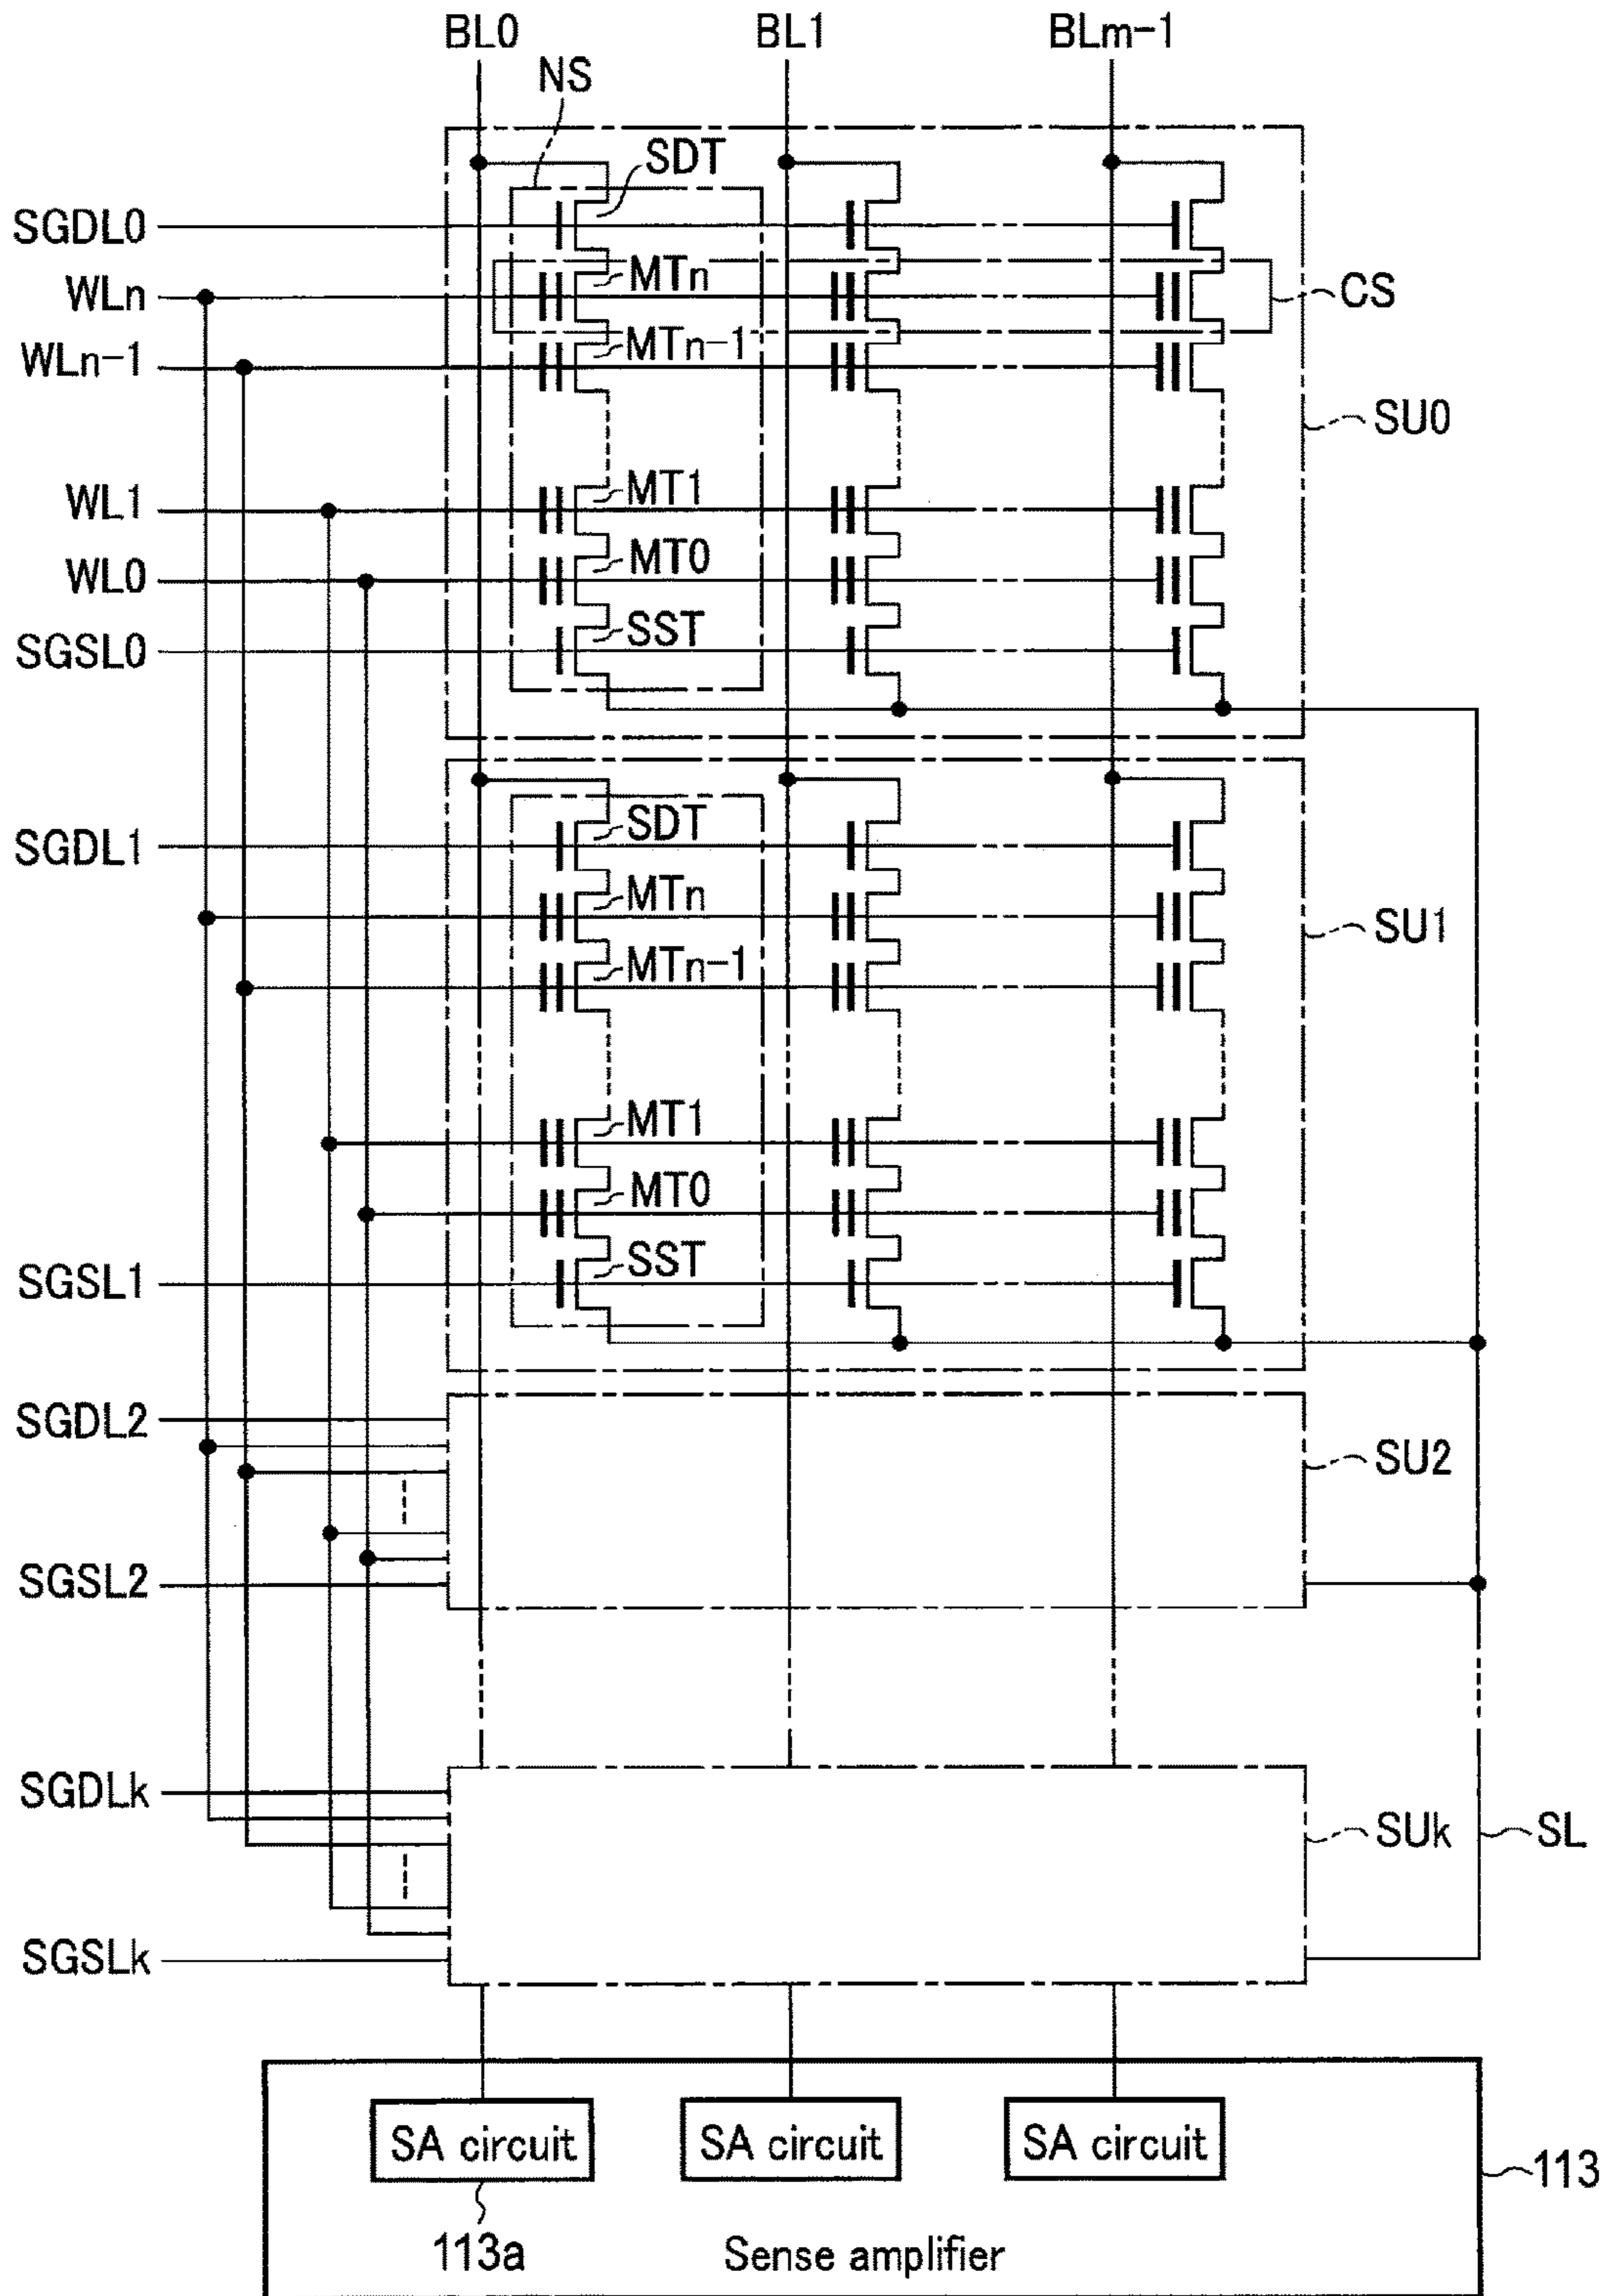 BL0 BL1 BLm-1
NS
SDT
SGDL0
MTn
WLn
CS
MTn-1
WLn-1
SU0
MT1
WL1
MT0
WL0
SST
SGSL0
SDT
SGDL1
MTn
SU1
MTn-1
MT1
MT0
SST
SGSL1
SGDL2
SU2
SGSL2
SGDLk
SUk SL
SGSLk
SA circuit SA circuit SA circuit
113
113a Sense amplifier